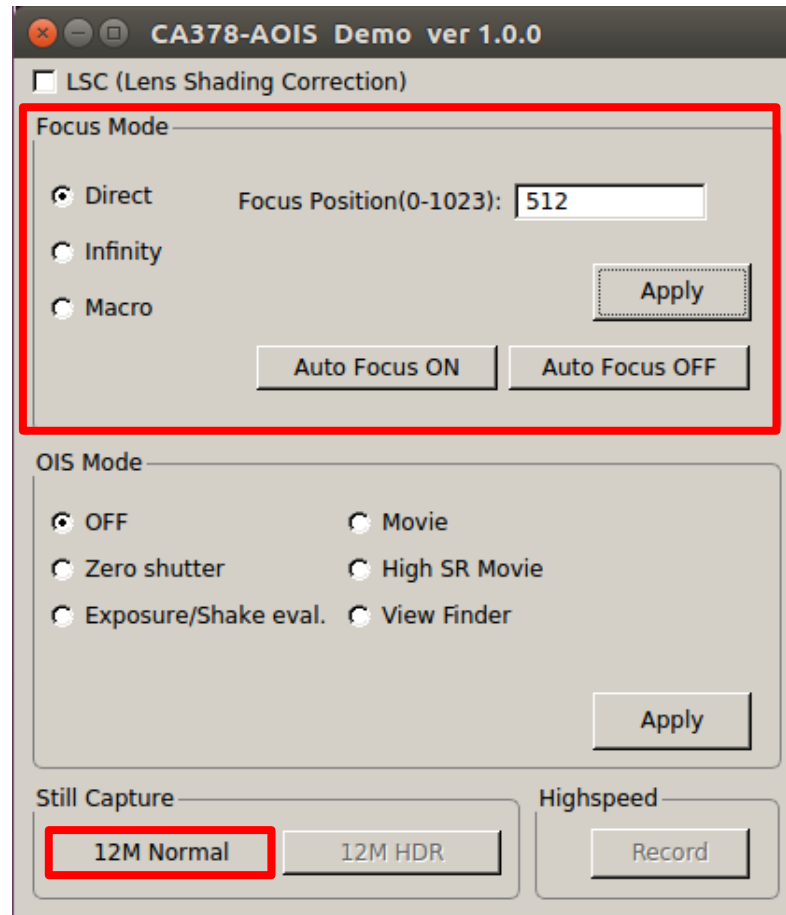 CA378-AOIS Demo ver 1.0.0
LSC (Lens Shading Correction)
Focus Mode
Direct Focus Position(0-1023): 512
Infinity
Apply
Macro
Auto Focus ON Auto Focus OFF
OIS Mode
OFF Movie
Zero shutter High SR Movie
Exposure/Shake eval. View Finder
Apply
Still Capture Highspeed
12M Normal 12M HDR Record